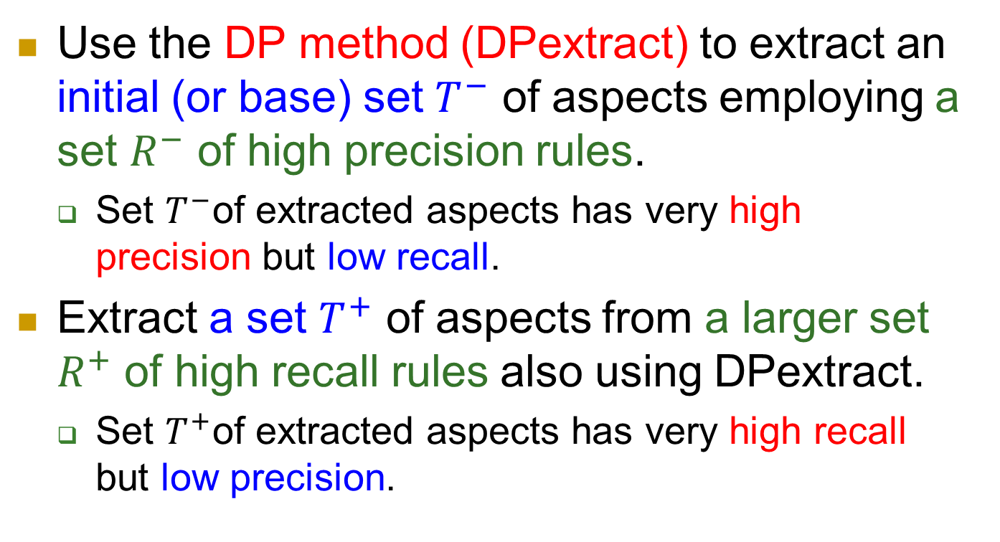 Use the DP method (DPextract) to extract an
initial (or base) set T⁻ of aspects employing a
set R⁻ of high precision rules.
Set T⁻of extracted aspects has very high
precision but low recall.
Extract a set T⁺ of aspects from a larger set
R⁺ of high recall rules also using DPextract.
Set T⁺of extracted aspects has very high recall
but low precision.